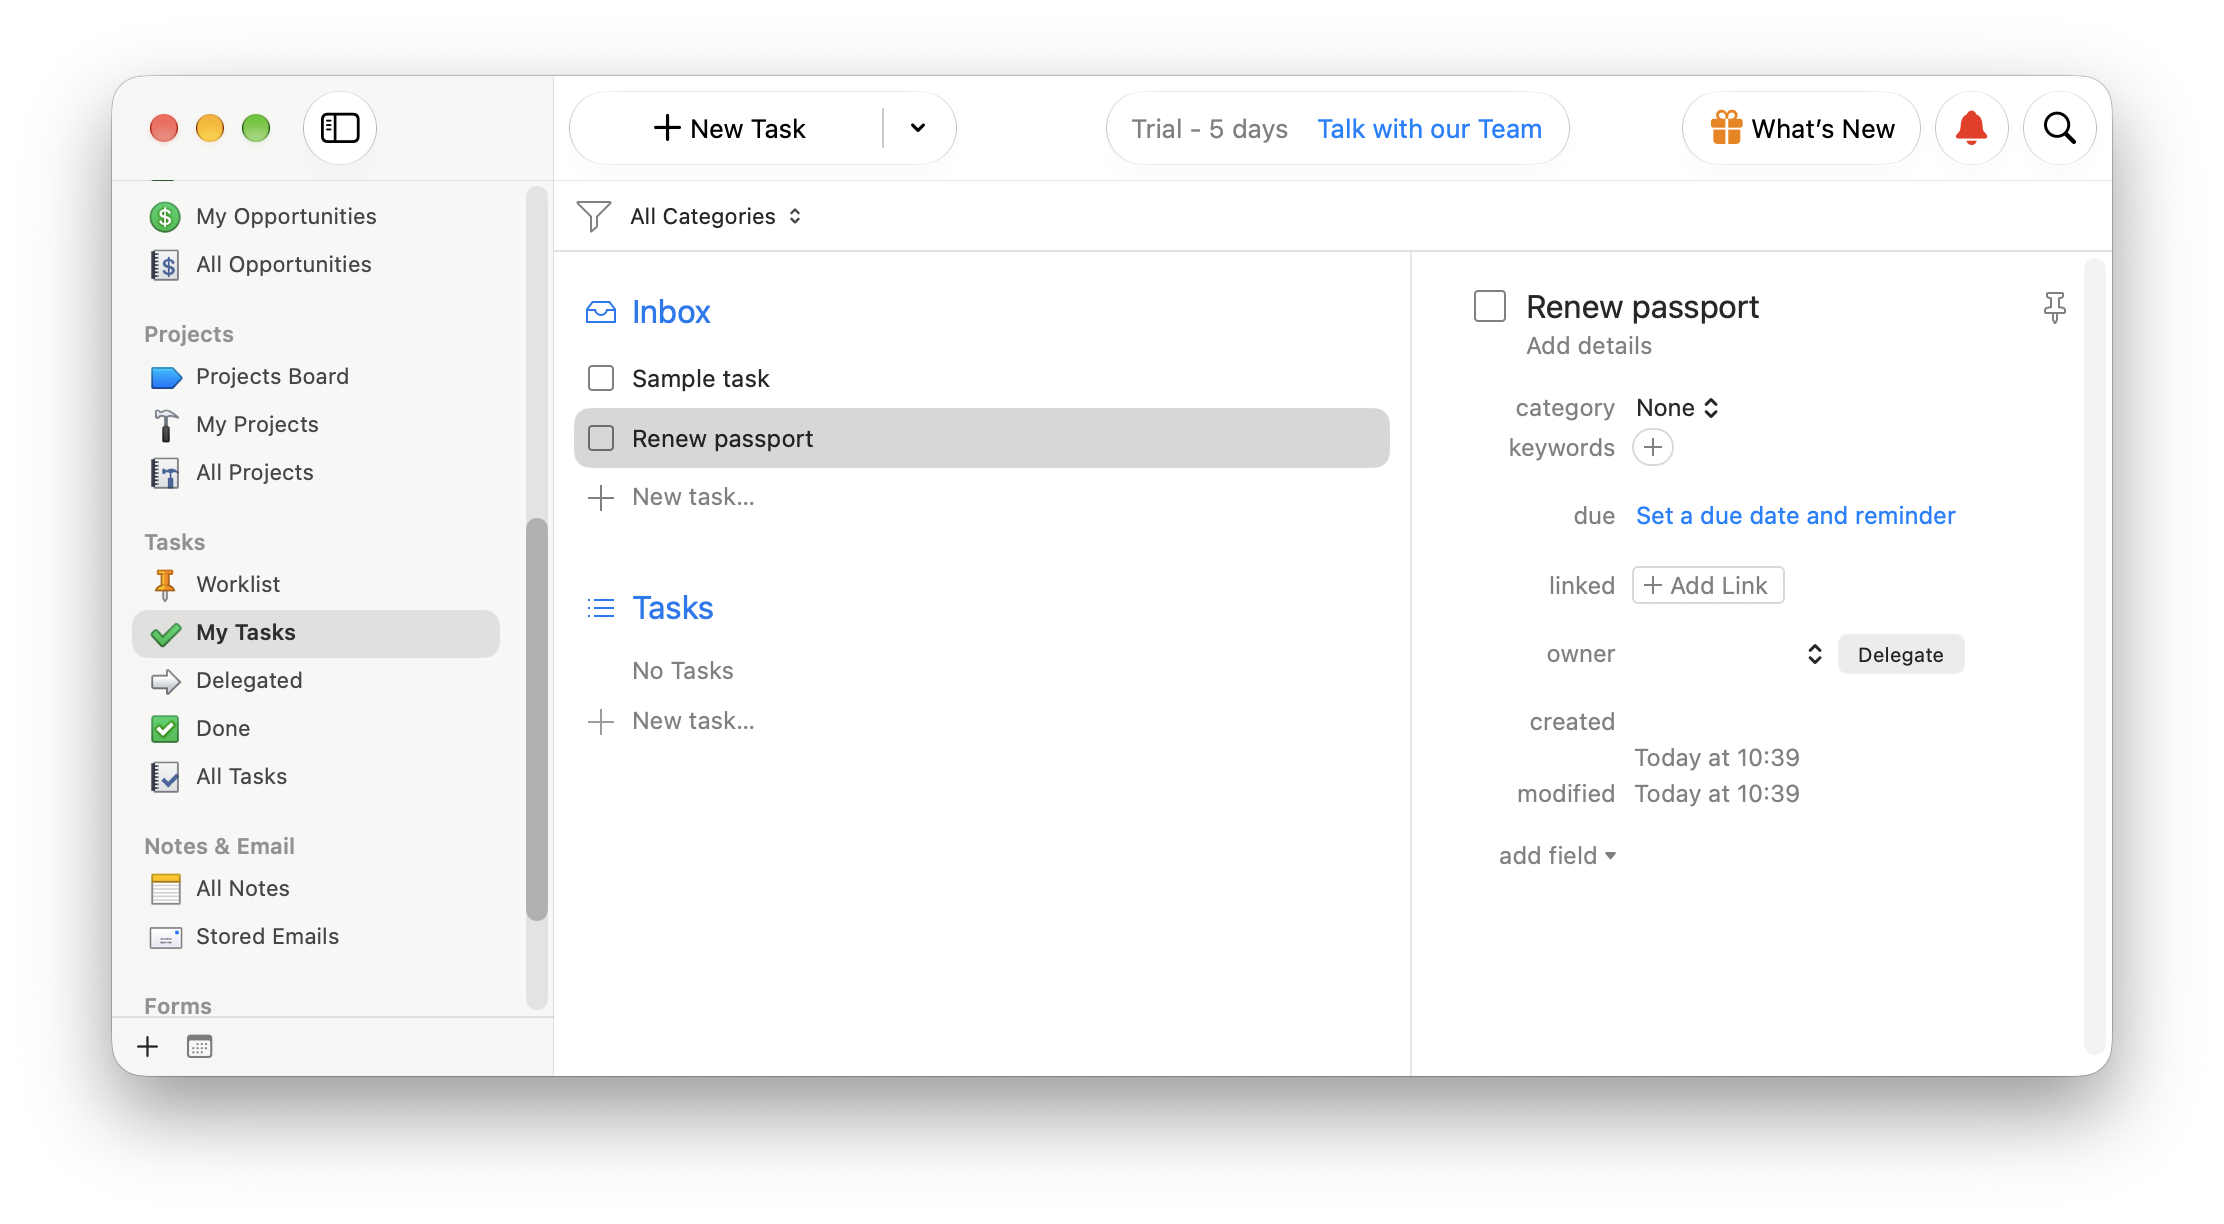 New Task
Trial - 5 days Talk with our Team
What's New
My Opportunities
All Opportunities
Projects
Projects Board
My Projects
All Projects
Tasks
Worklist
My Tasks
Delegated
Done
All Tasks
Notes & Email
All Notes
Stored Emails
Forms
All Categories
Inbox
Sample task
Renew passport
New task...
Tasks
No Tasks
New task...
Renew passport
Add details
category None
keywords
due Set a due date and reminder
linked Add Link
owner Delegate
created
Today at 10:39
modified Today at 10:39
add field